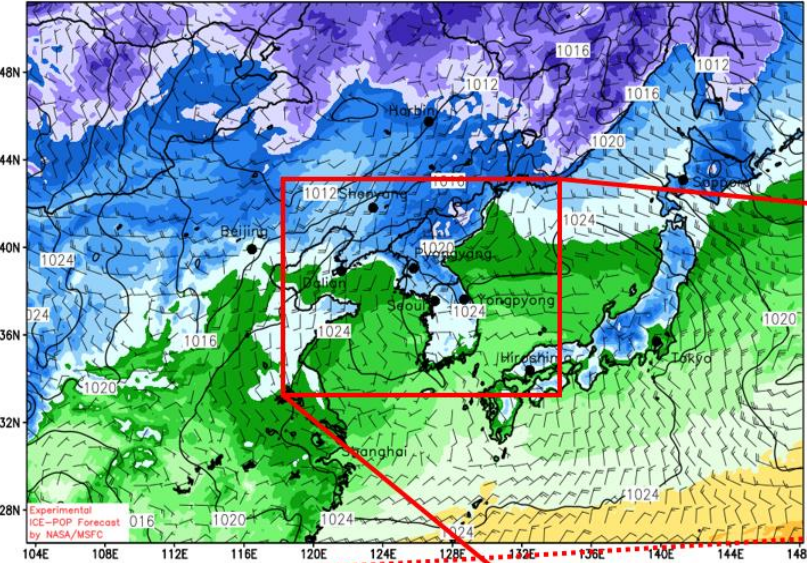 1016
48N
1012
1012
Harbin
1016
1020
44N
1012
Shenyang
1016
Sapporo
1024
Beijing
40N
1020
1024
Pyongyang
Dalian
Seoul
Yongpyong
1024
024
1024
1020
36N
1016
Hiroshima
Tokyo
1020
32N
Shanghai
28N
1024
Experimental
ICE-POP Forecast
by NASA/MSFC
016
1020
1024
1024
104E
108E
112E
116E
120E
124E
128E
132E
136E
140E
144E
148